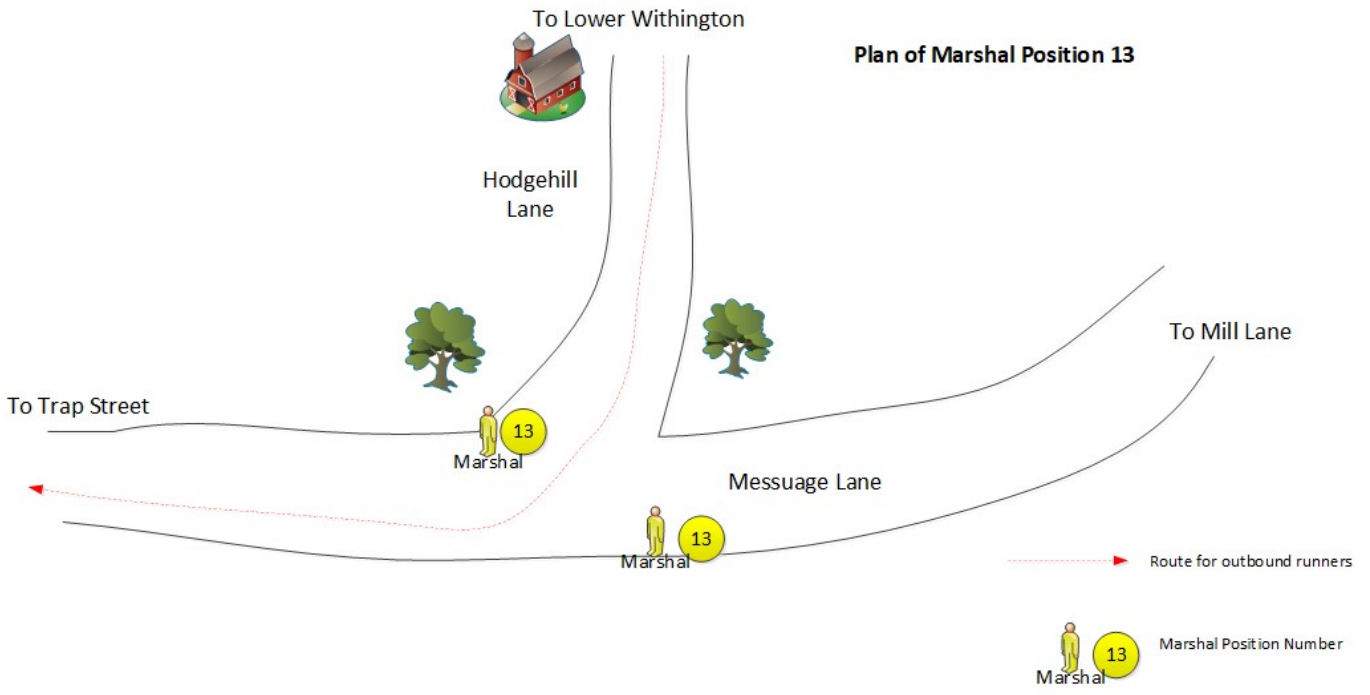 To Lower Withington
Plan of Marshal Position 13
Hodgehill
Lane
To Mill Lane
To Trap Street
13
Marshal
Messuage Lane
13
Marshal
Route for outbound runners
Marshal Position Number
13
Marshal